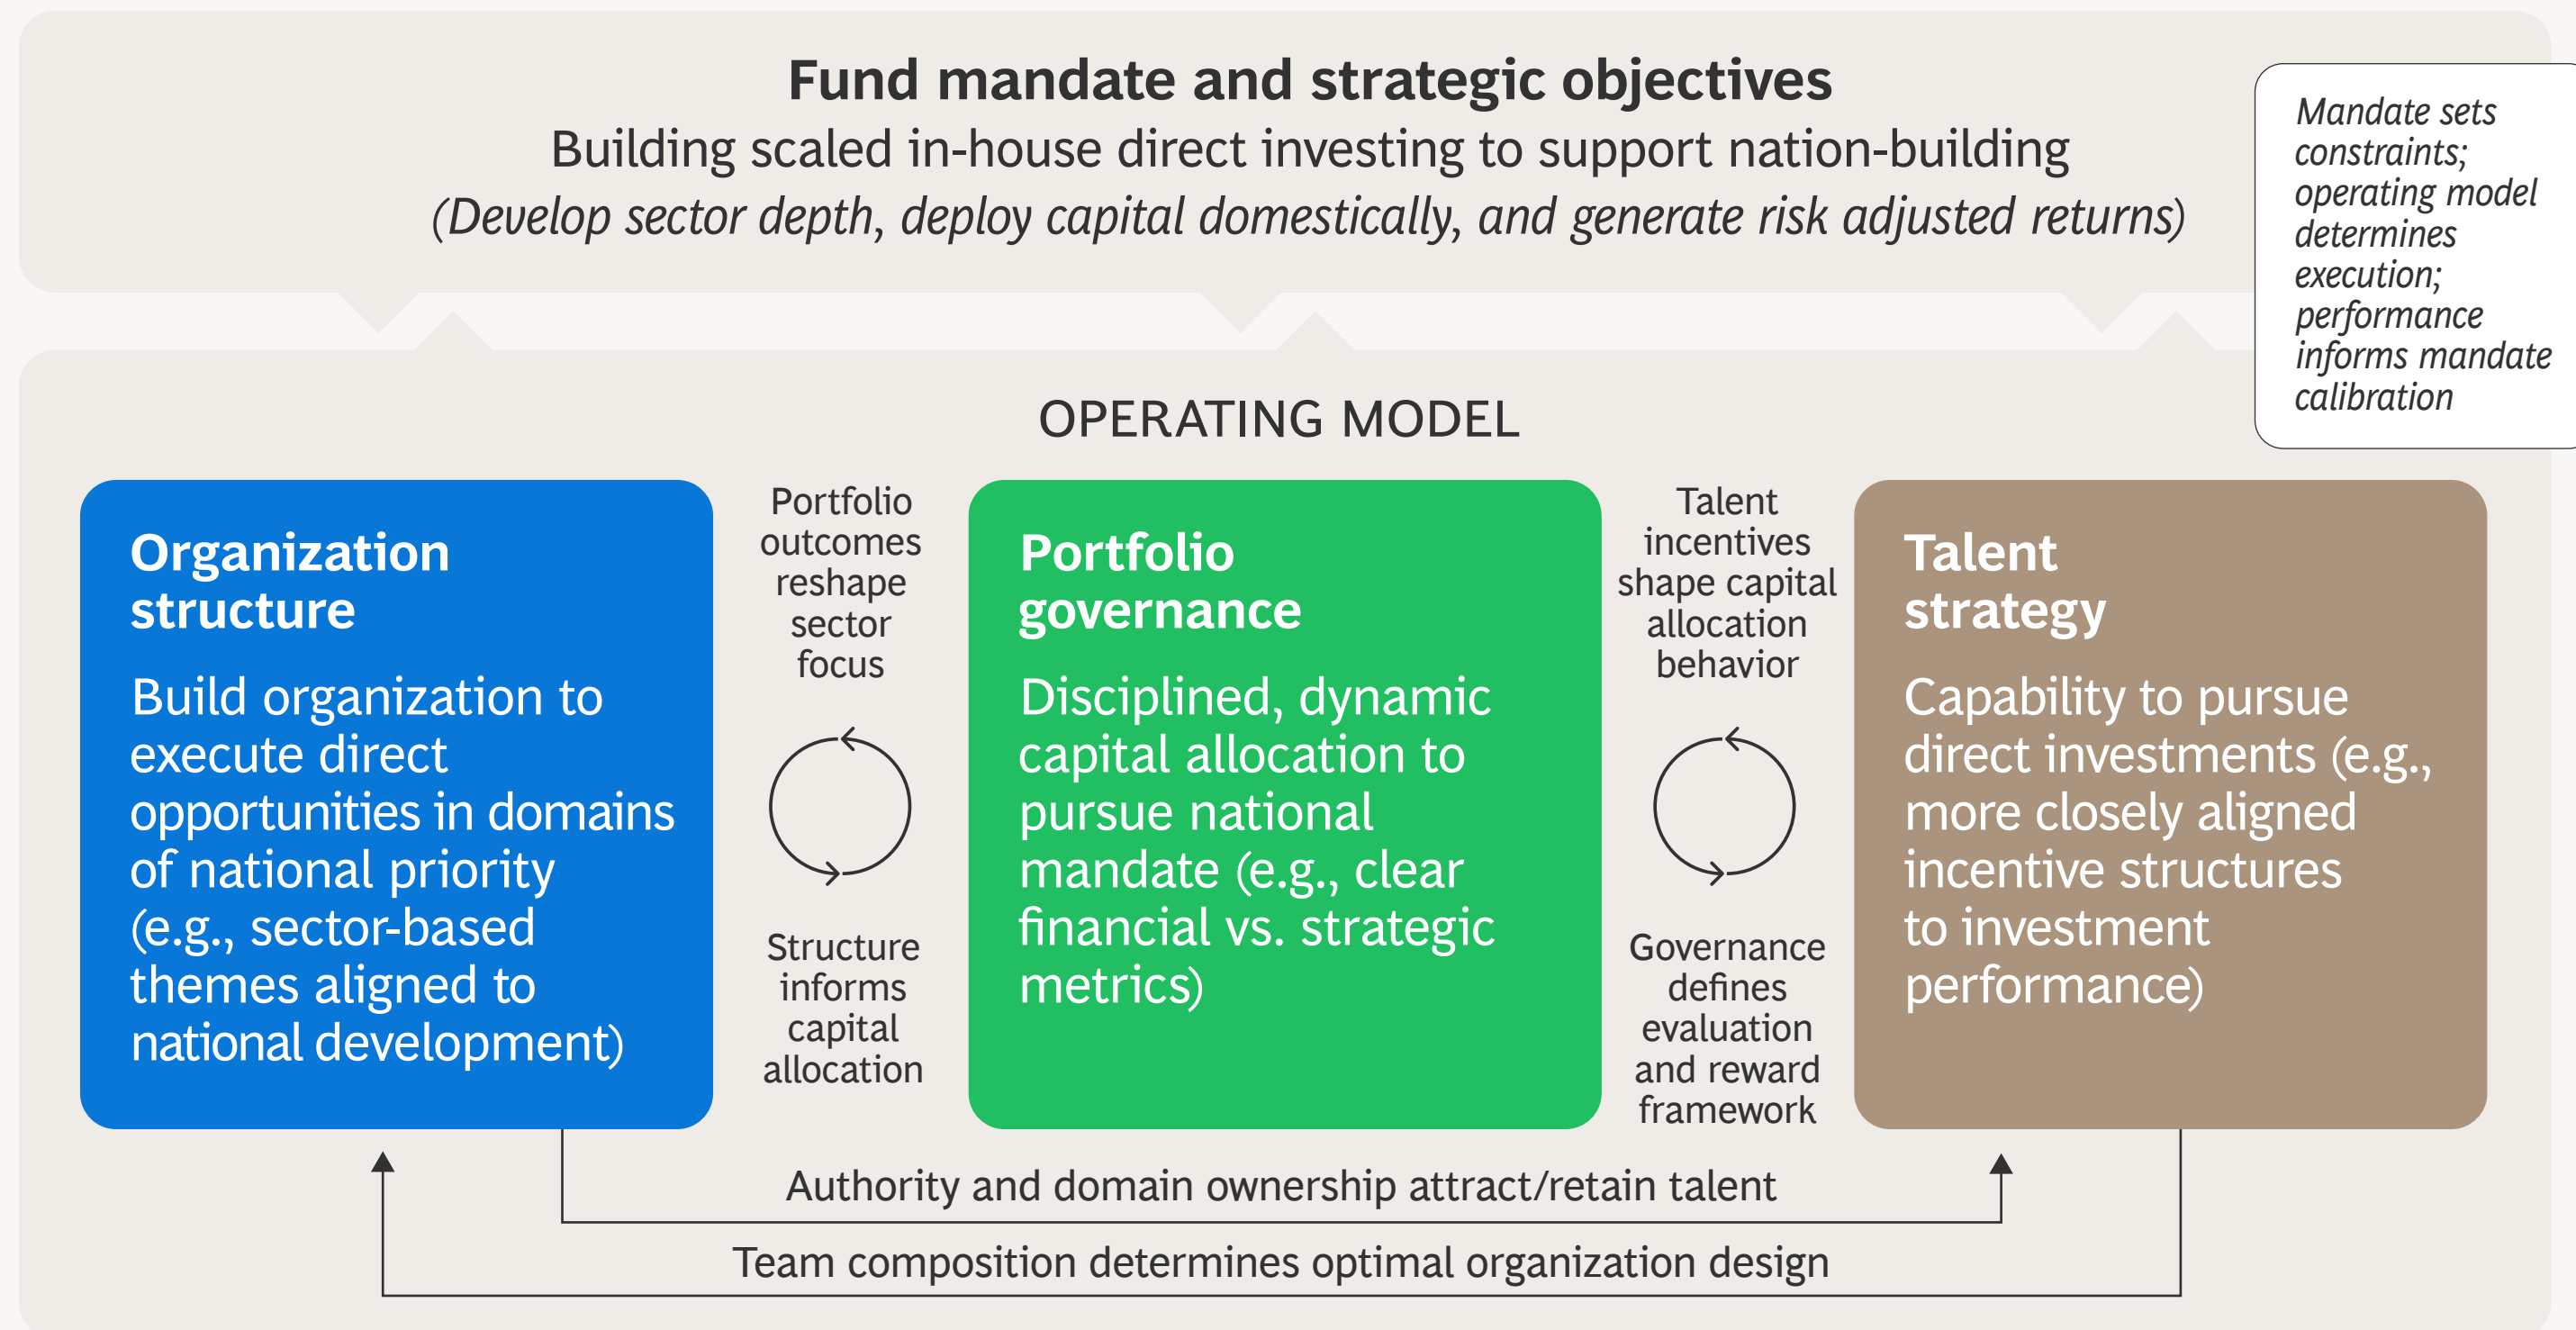 Fund mandate and strategic objectives
Building scaled in-house direct investing to support nation-building
(Develop sector depth, deploy capital domestically, and generate risk adjusted returns)
Mandate sets
constraints;
operating model
determines
execution;
performance
informs mandate
calibration
OPERATING MODEL
Organization
structure
Build organization to
execute direct
opportunities in domains
of national priority
(e.g., sector-based
themes aligned to
national development)
Portfolio
outcomes
reshape
sector
focus
Structure
informs
capital
allocation
Portfolio
governance
Disciplined, dynamic
capital allocation to
pursue national
mandate (e.g., clear
financial vs. strategic
metrics)
Talent
incentives
shape capital
allocation
behavior
Governance
defines
evaluation
and reward
framework
Talent
strategy
Capability to pursue
direct investments (e.g.,
more closely aligned
incentive structures
to investment
performance)
Authority and domain ownership attract/retain talent
Team composition determines optimal organization design